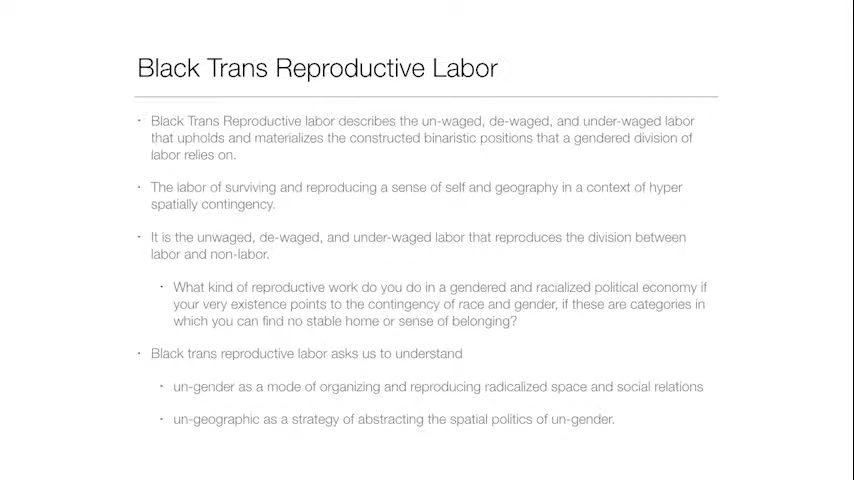 Black Trans Reproductive Labor
· Black Trans Reproductive labor describes the un-waged, de-waged, and under-waged labor
that upholds and materializes the constructed binaristic positions that a gendered division of
labor relies on.
· The labor of surviving and reproducing a sense of self and geography in a context of hyper
spatially contingency.
· It is the unwaged, de-waged, and under-waged labor that reproduces the division between
labor and non-labor.
· What kind of reproductive work do you do in a gendered and racialized political economy if
your very existence points to the contingency of race and gender, if these are categories in
which you can find no stable home or sense of belonging?
· Black trans reproductive labor asks us to understand
· un-gender as a mode of organizing and reproducing radicalized space and social relations
· un-geographic as a strategy of abstracting the spatial politics of un-gender.